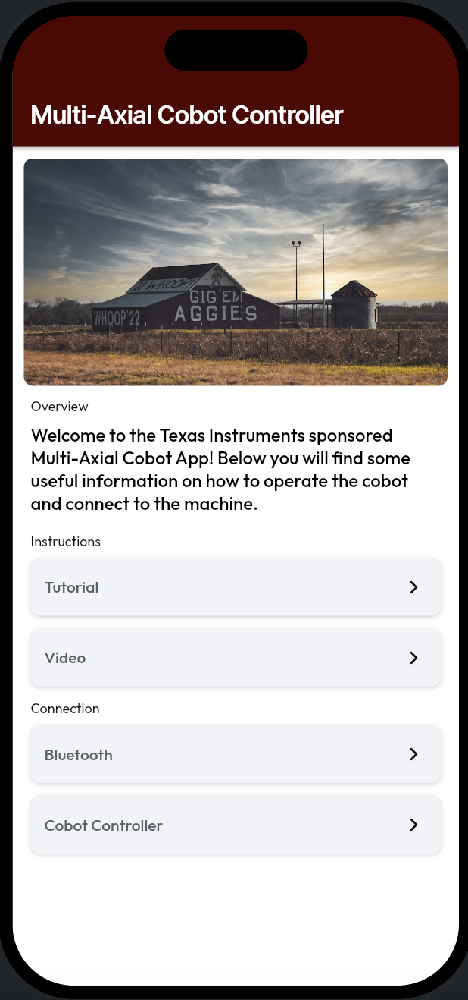 Multi-Axial Cobot Controller
WHOOP!
GIG'EM
AGGIES
WHOOP'22
Overview
Welcome to the Texas Instruments sponsored
Multi-Axial Cobot App! Below you will find some
useful information on how to operate the cobot
and connect to the machine.
Instructions
Tutorial
Video
Connection
Bluetooth
Cobot Controller